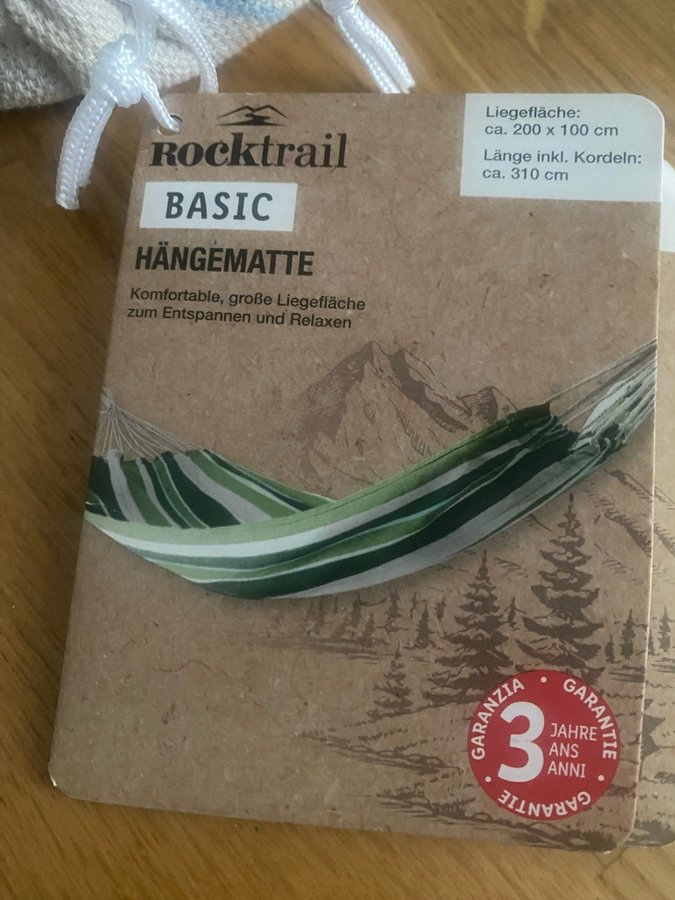 Rocktrail
BASIC
HÄNGEMATTE
Komfortable, große Liegefläche
zum Entspannen und Relaxen
Liegefläche:
ca. 200 x 100 cm
Länge inkl. Kordeln:
ca. 310 cm
GARANZIA • GARANTIE • GARANTIE •
3 JAHRE
ANS
ANNI